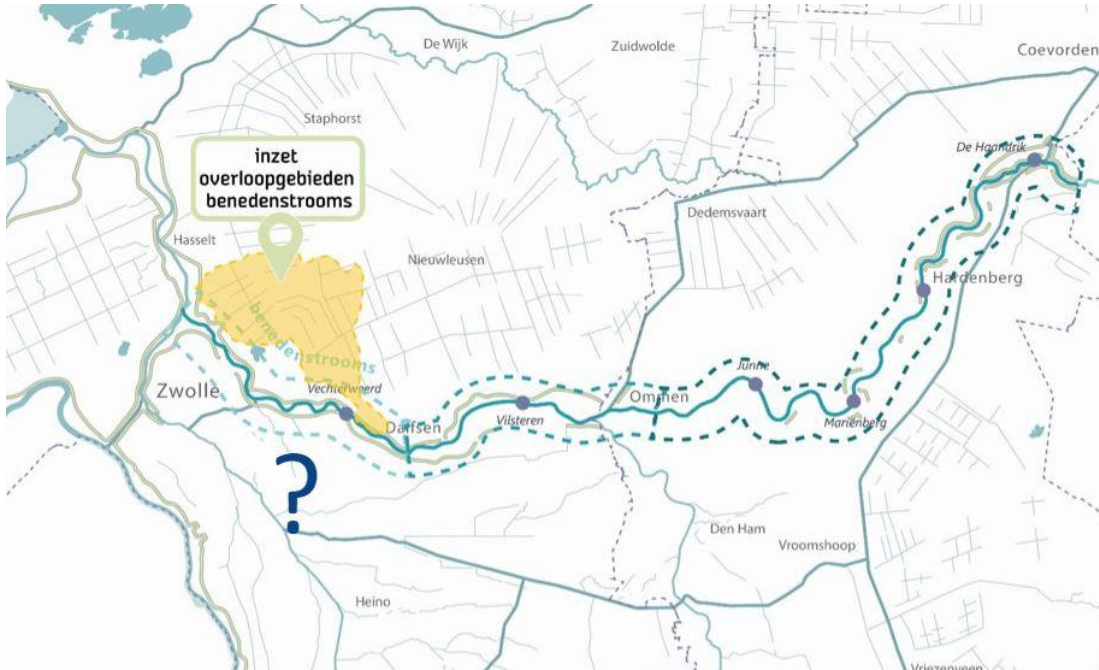 De Wijk
Zuidwolde
Coevorden
Staphorst
inzet
overloopgebieden
benedenstrooms
De Haandrik
Dedemsvaart
Hasselt
Nieuwleusen
Hardenberg
benedenstrooms
Junne
Zwolle
Vechterweerd
Ommen
Dalfsen
Vilsteren
Mariënberg
?
Den Ham
Vroomshoop
Heino
Vriezenveen